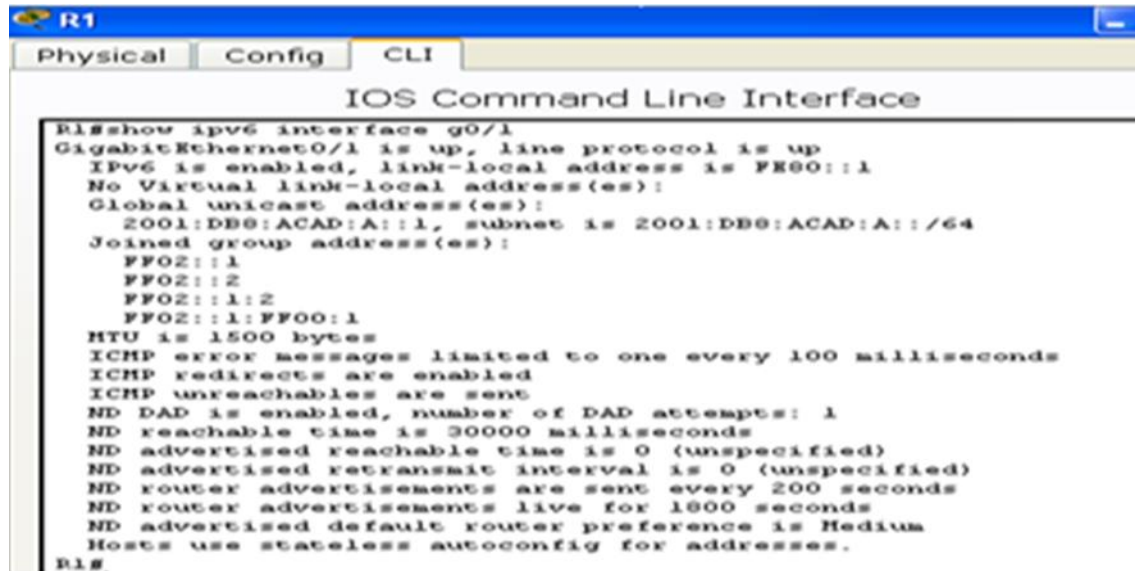 R1
Physical Config CLI
IOS Command Line Interface
R1#show ipv6 interface g0/1
GigabitEthernet0/1 is up, line protocol is up
IPv6 is enabled, link-local address is FE80::1
No Virtual link-local address(es):
Global unicast address(es):
2001:DB8:ACAD:A::1, subnet is 2001:DB8:ACAD:A::/64
Joined group address(es):
FF02::1
FF02::2
FF02::1:2
FF02::1:FF00:1
MTU is 1500 bytes
ICMP error messages limited to one every 100 milliseconds
ICMP redirects are enabled
ICMP unreachables are sent
ND DAD is enabled, number of DAD attempts: 1
ND reachable time is 30000 milliseconds
ND advertised reachable time is 0 (unspecified)
ND advertised retransmit interval is 0 (unspecified)
ND router advertisements are sent every 200 seconds
ND router advertisements live for 1800 seconds
ND advertised default router preference is Medium
Hosts use stateless autoconfig for addresses.
R1#